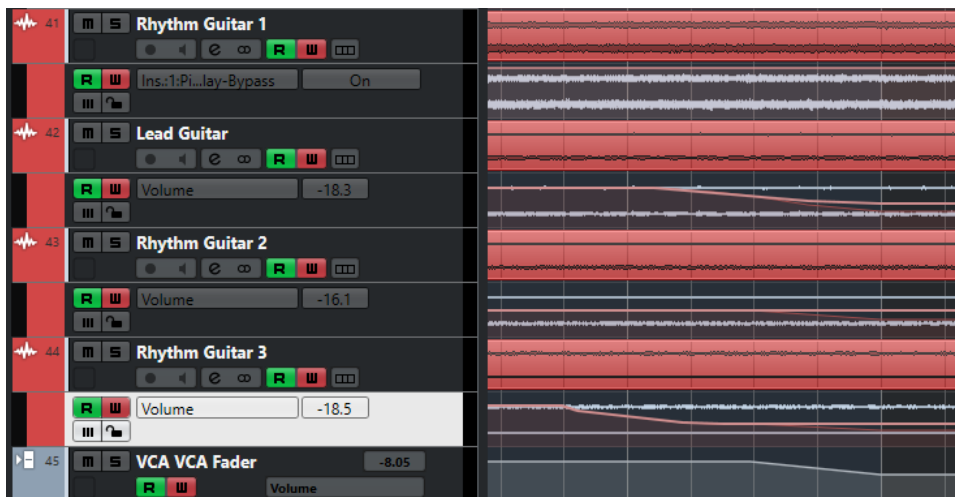 41 m S Rhythm Guitar 1
e R W
R W Ins.:1:Pi...lay-Bypass On
42 m S Lead Guitar
e R W
R W Volume -18.3
43 m S Rhythm Guitar 2
e R W
R W Volume -16.1
44 m S Rhythm Guitar 3
e R W
R W Volume -18.5
45 m S VCA VCA Fader -8.05
R W Volume